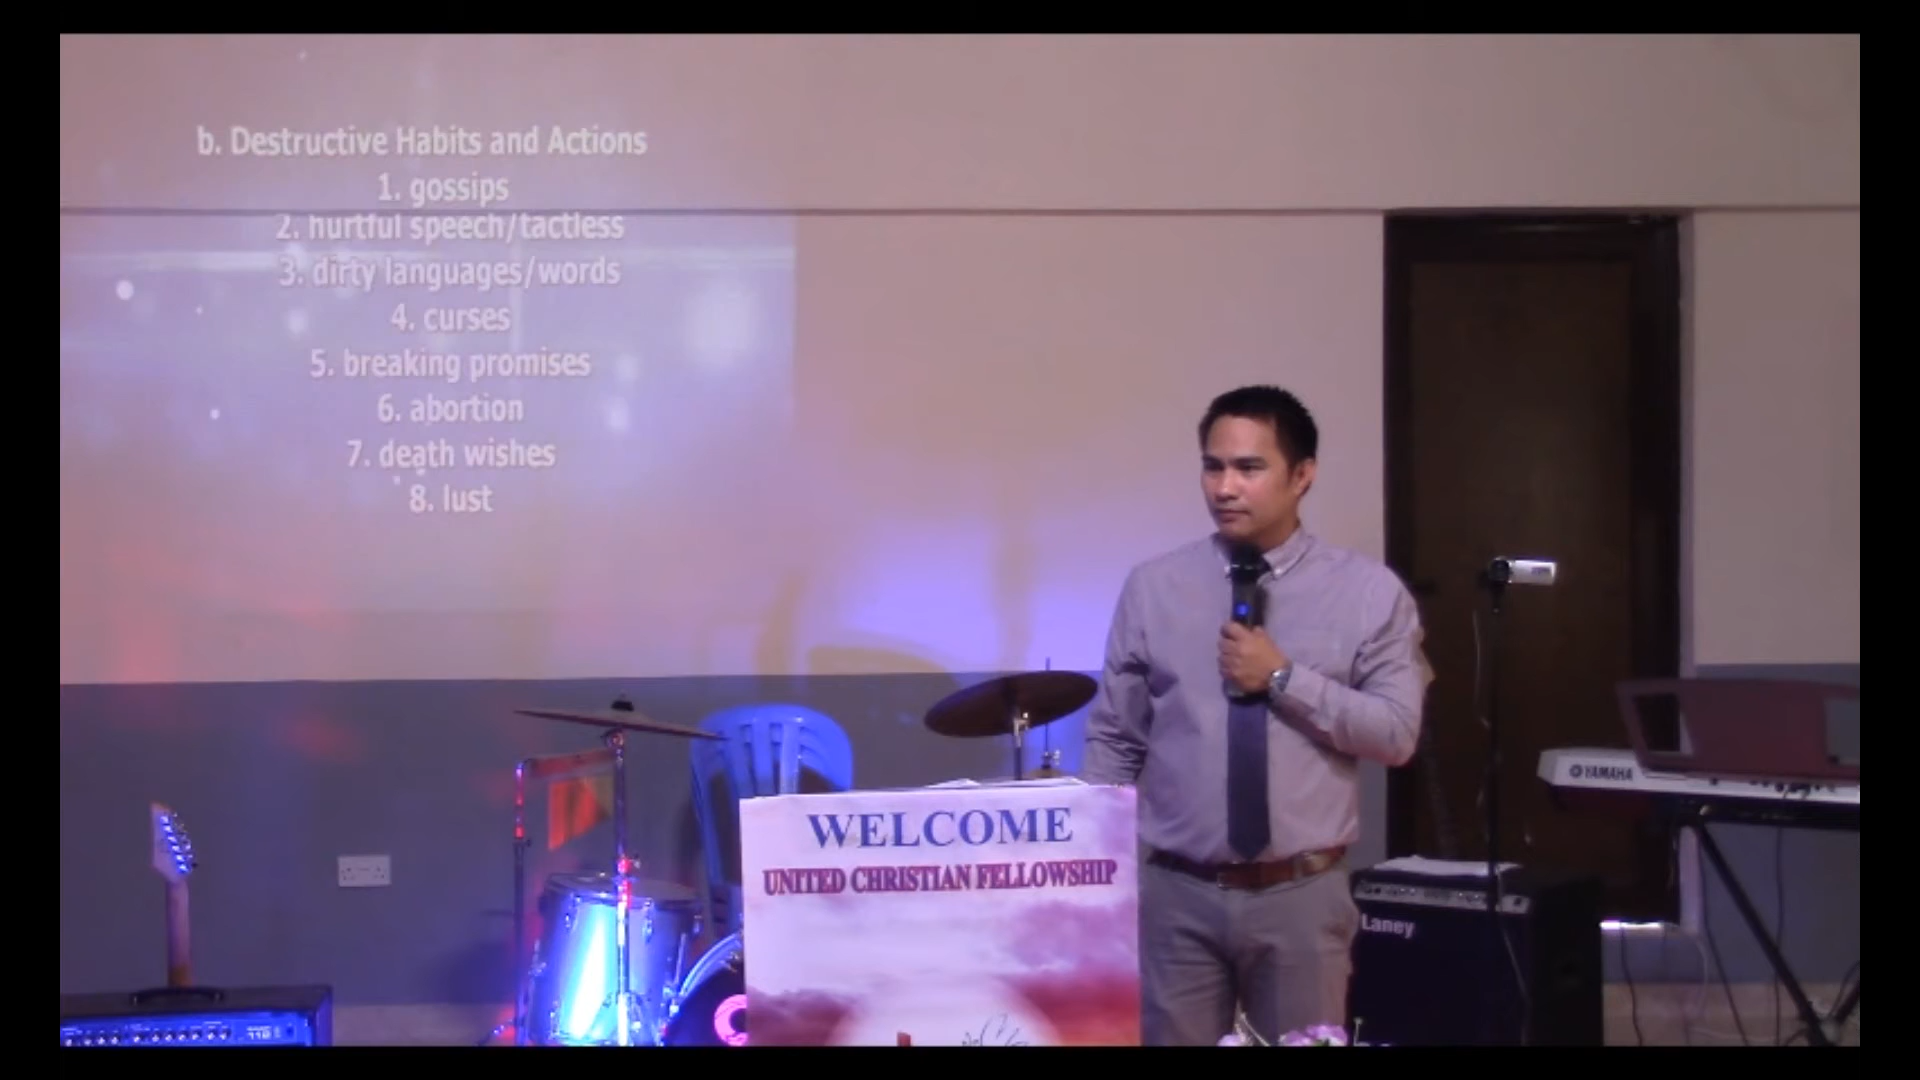 b. Destructive Habits and Actions
1. gossips
2. hurtful speech/tactless
3. dirty languages/words
4. curses
5. breaking promises
6. abortion
7. death wishes
8. lust
WELCOME
UNITED CHRISTIAN FELLOWSHIP
YAMAHA
Laney